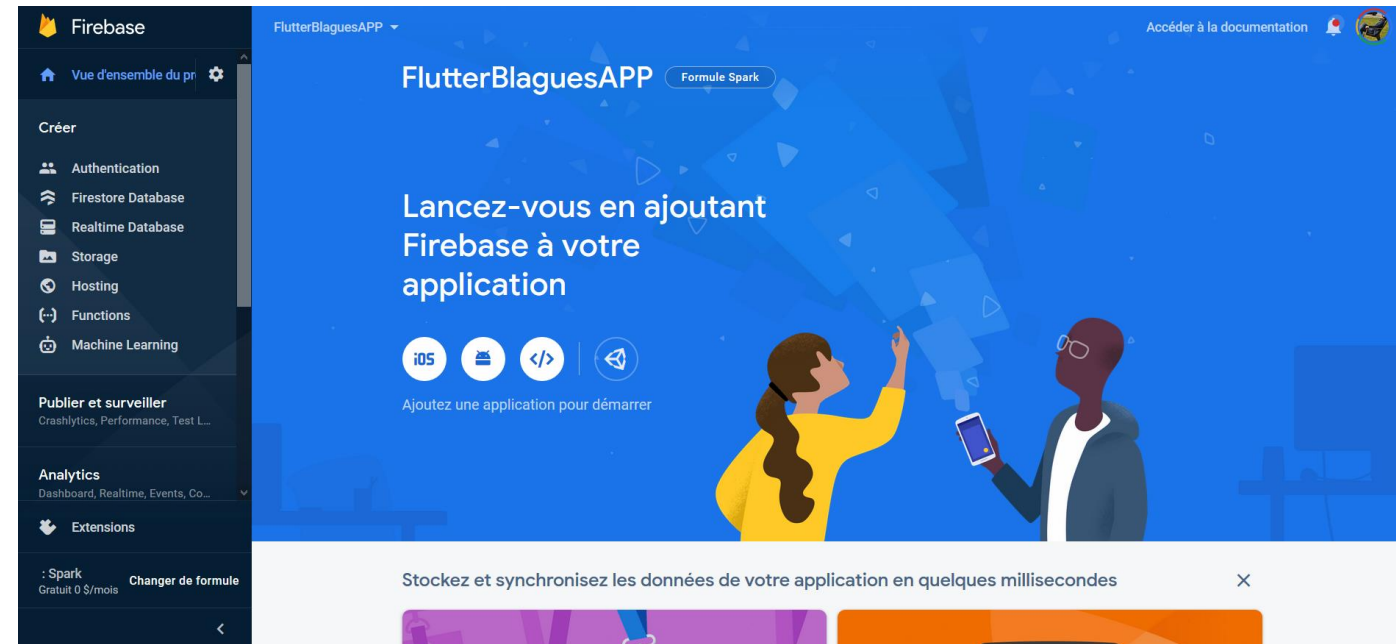 Firebase
FlutterBlaguesAPP
Accéder à la documentation
Vue d'ensemble du pr
FlutterBlaguesAPP
Formule Spark
Créer
Authentication
Firestore Database
Realtime Database
Storage
Hosting
Functions
Machine Learning
Lancez-vous en ajoutant
Firebase à votre
application
iOS
Ajoutez une application pour démarrer
Publier et surveiller
Crashlytics, Performance, Test L...
Analytics
Dashboard, Realtime, Events, Co...
Extensions
: Spark
Gratuit 0 $/mois
Changer de formule
Stockez et synchronisez les données de votre application en quelques millisecondes